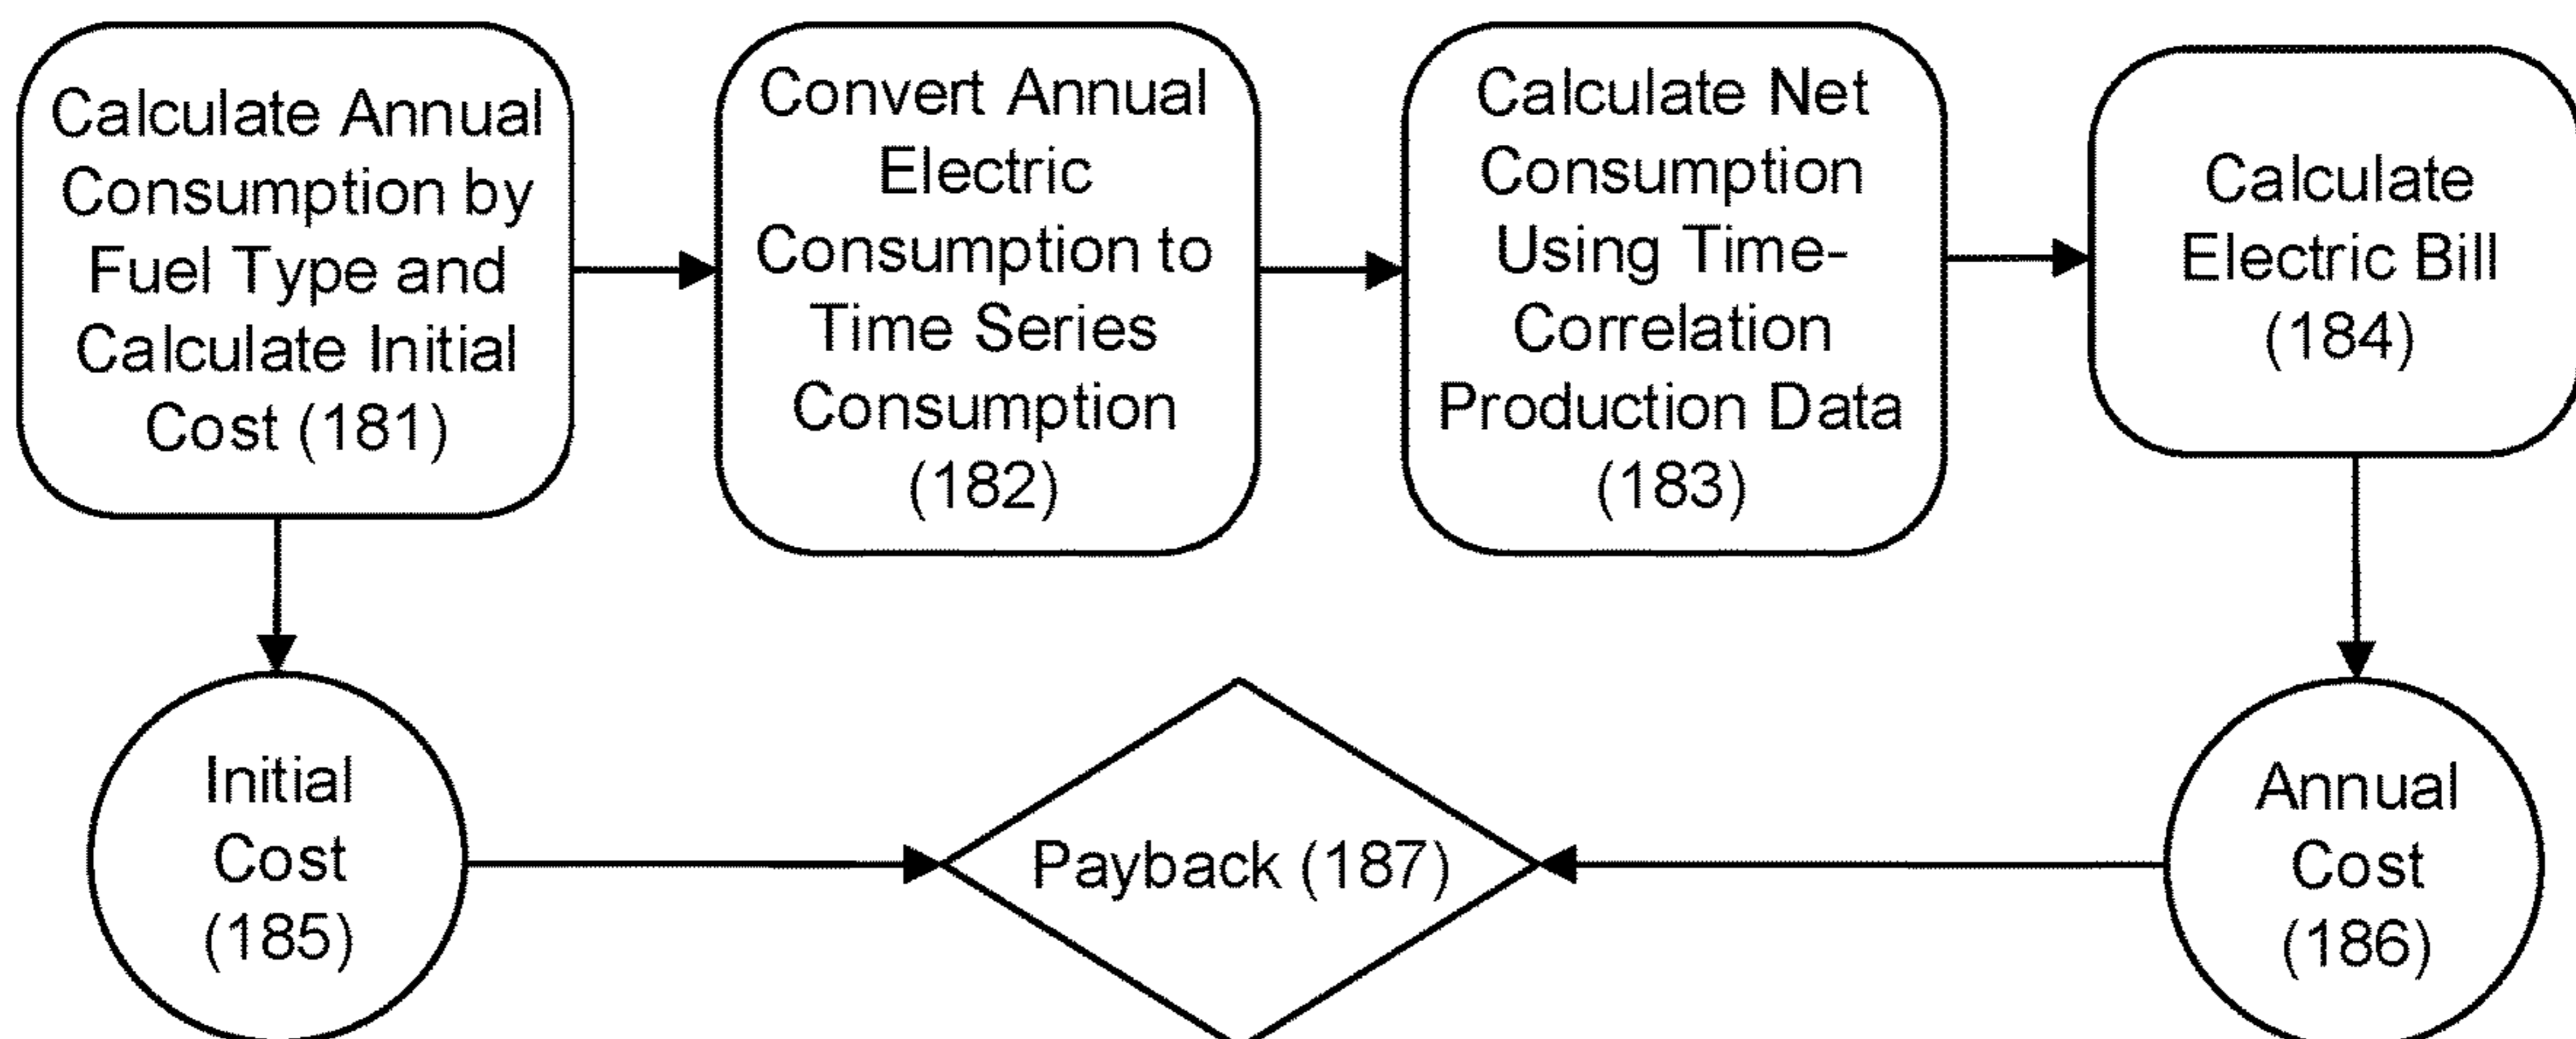 Calculate Annual
Consumption by
Fuel Type and
Calculate Initial
Cost (181)
Convert Annual
Electric
Consumption to
Time Series
Consumption
(182)
Calculate Net
Consumption
Using Time-
Correlation
Production Data
(183)
Calculate
Electric Bill
(184)
Initial
Cost
(185)
Payback (187)
Annual
Cost
(186)